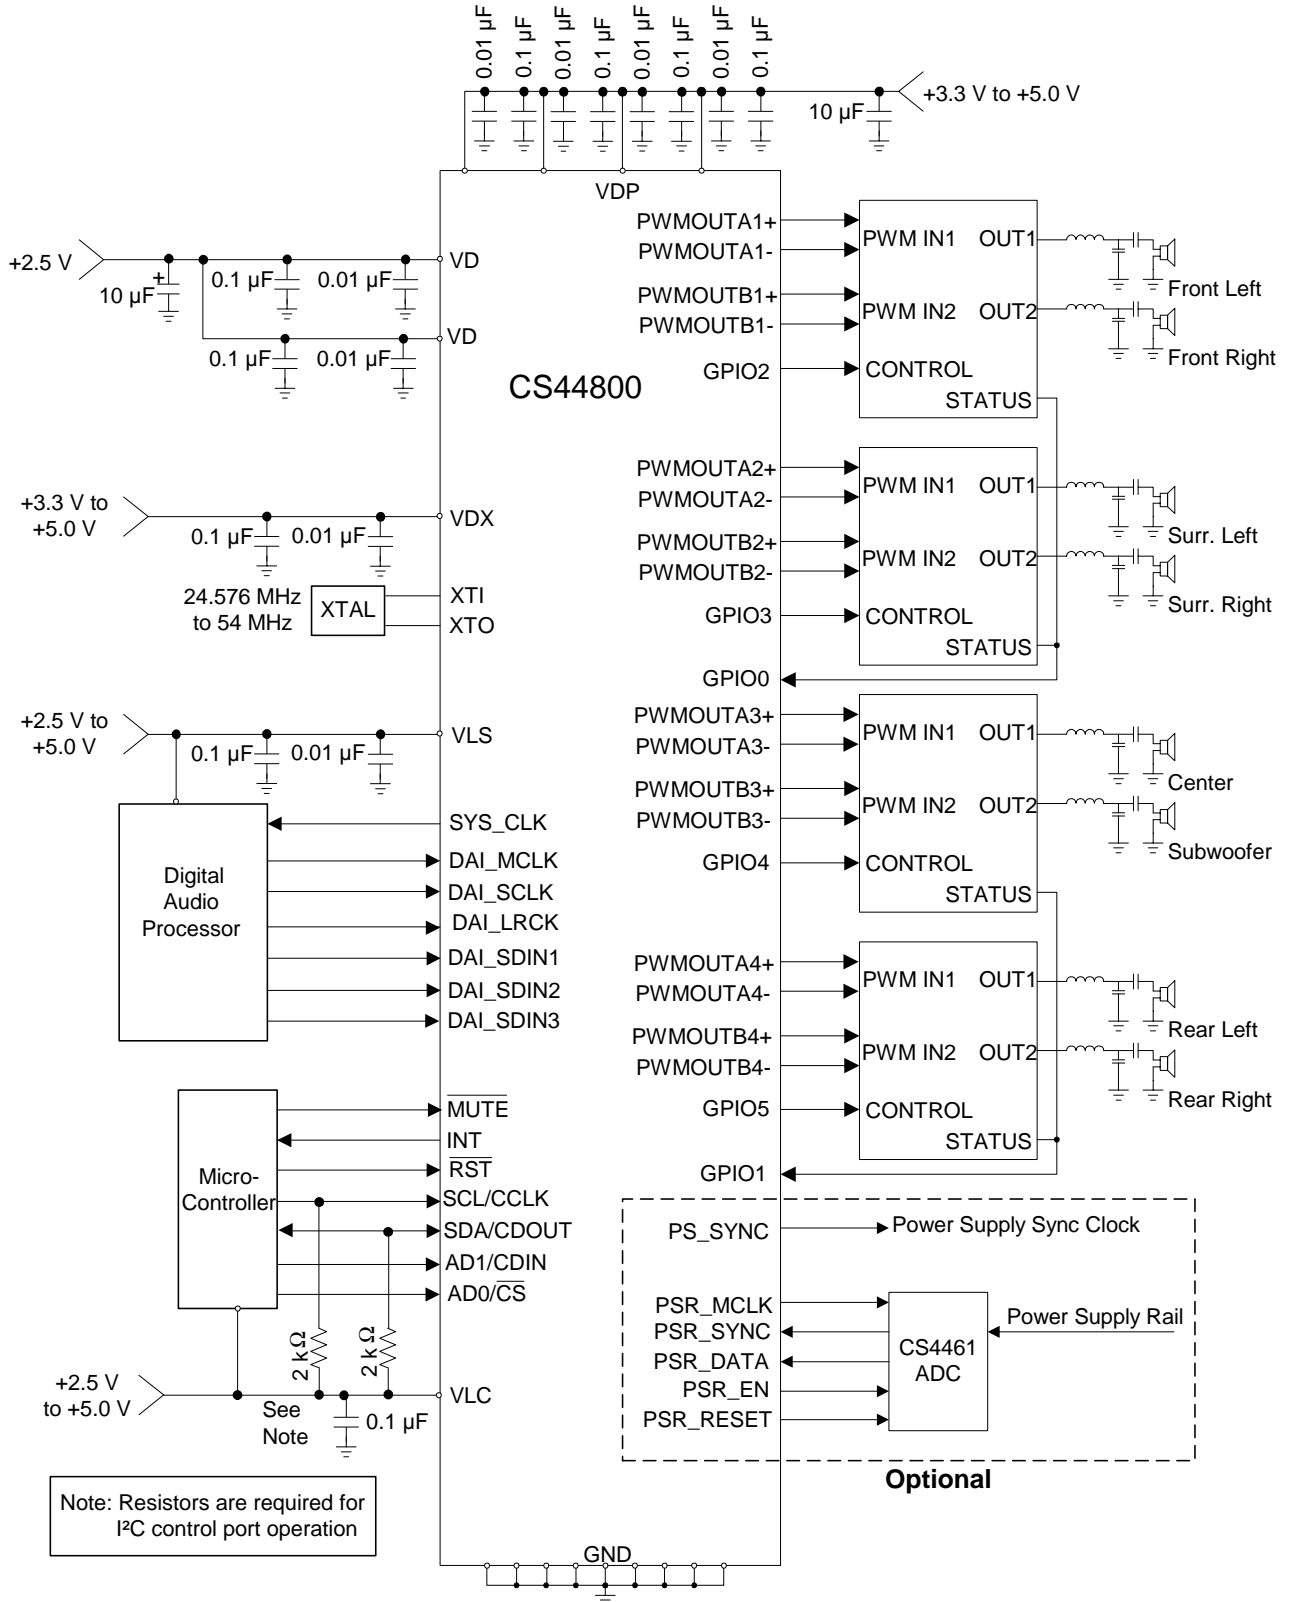 0.01 µF
0.1 µF
0.01 µF
0.1 µF
0.01 µF
0.1 µF
0.01 µF
0.1 µF
10 µF
+3.3 V to +5.0 V
VDP
CS44800
+2.5 V
10 µF
+
0.1 µF
0.01 µF
VD
0.1 µF
0.01 µF
VD
+3.3 V to
+5.0 V
0.1 µF
0.01 µF
VDX
24.576 MHz
to 54 MHz
XTAL
XTI
XTO
+2.5 V to
+5.0 V
0.1 µF
0.01 µF
VLS
Digital
Audio
Processor
SYS_CLK
DAI_MCLK
DAI_SCLK
DAI_LRCK
DAI_SDIN1
DAI_SDIN2
DAI_SDIN3
Micro-
Controller
MUTE
INT
RST
SCL/CCLK
SDA/CDOUT
AD1/CDIN
AD0/CS
2 kΩ
2 kΩ
+2.5 V
to +5.0 V
See
Note
0.1 µF
VLC
Note: Resistors are required for
I²C control port operation
GND
PWMOUTA1+
PWMOUTA1-
PWMOUTB1+
PWMOUTB1-
GPIO2
PWM IN1
OUT1
PWM IN2
OUT2
CONTROL
STATUS
Front Left
Front Right
PWMOUTA2+
PWMOUTA2-
PWMOUTB2+
PWMOUTB2-
GPIO3
GPIO0
PWM IN1
OUT1
PWM IN2
OUT2
CONTROL
STATUS
Surr. Left
Surr. Right
PWMOUTA3+
PWMOUTA3-
PWMOUTB3+
PWMOUTB3-
GPIO4
PWM IN1
OUT1
PWM IN2
OUT2
CONTROL
STATUS
Center
Subwoofer
PWMOUTA4+
PWMOUTA4-
PWMOUTB4+
PWMOUTB4-
GPIO5
GPIO1
PWM IN1
OUT1
PWM IN2
OUT2
CONTROL
STATUS
Rear Left
Rear Right
PS_SYNC
Power Supply Sync Clock
PSR_MCLK
PSR_SYNC
PSR_DATA
PSR_EN
PSR_RESET
CS4461
ADC
Power Supply Rail
Optional